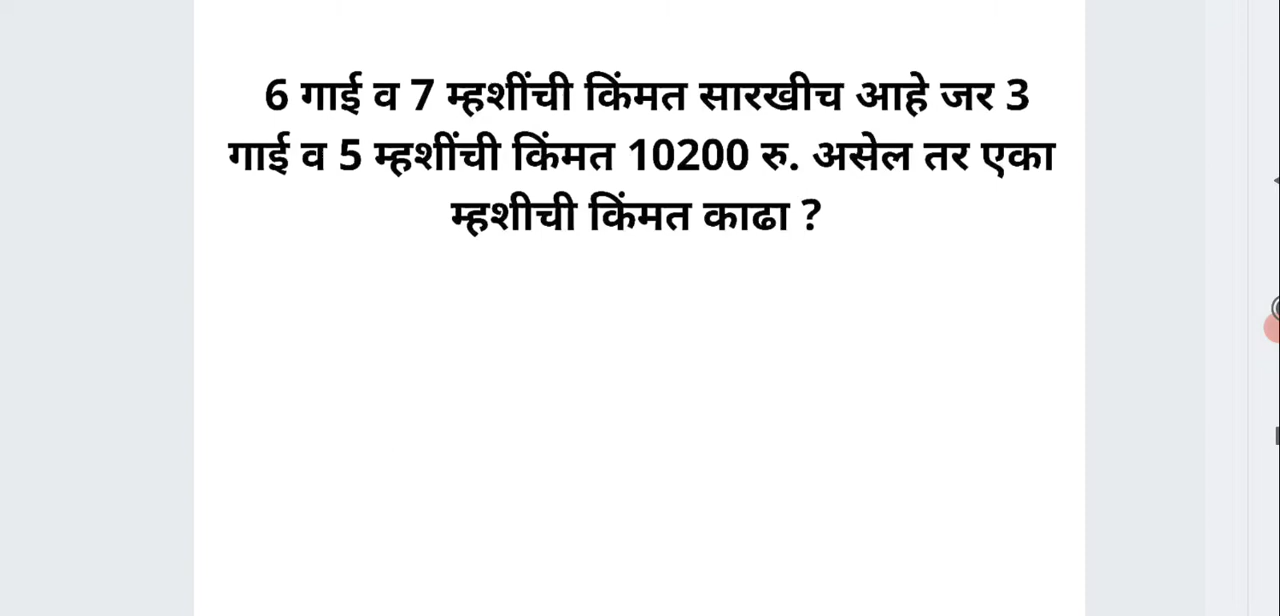 6 गाई व 7 म्हशींची किंमत सारखीच आहे जर 3
गाई व 5 म्हशींची किंमत 10200 रु. असेल तर एका
म्हशीची किंमत काढा ?